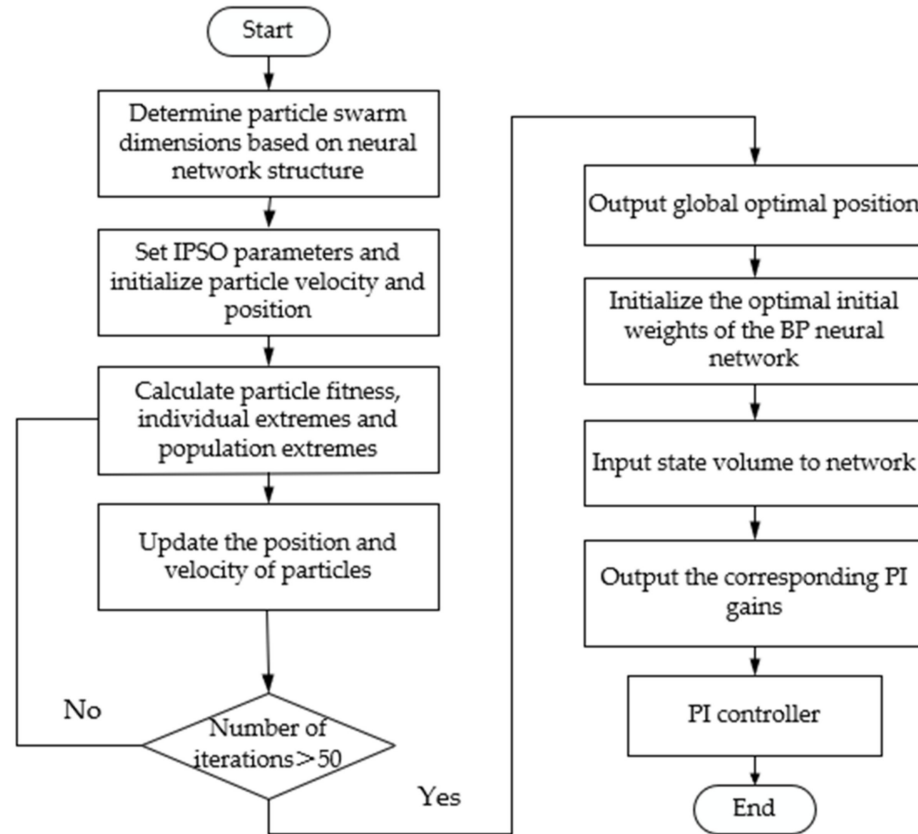 Start
Determine particle swarm
dimensions based on neural
network structure
Set IPSO parameters and
initialize particle velocity and
position
Calculate particle fitness,
individual extremes and
population extremes
Update the position and
velocity of particles
Number of
iterations>50
No
Yes
Output global optimal position
Initialize the optimal initial
weights of the BP neural
network
Input state volume to network
Output the corresponding PI
gains
PI controller
End